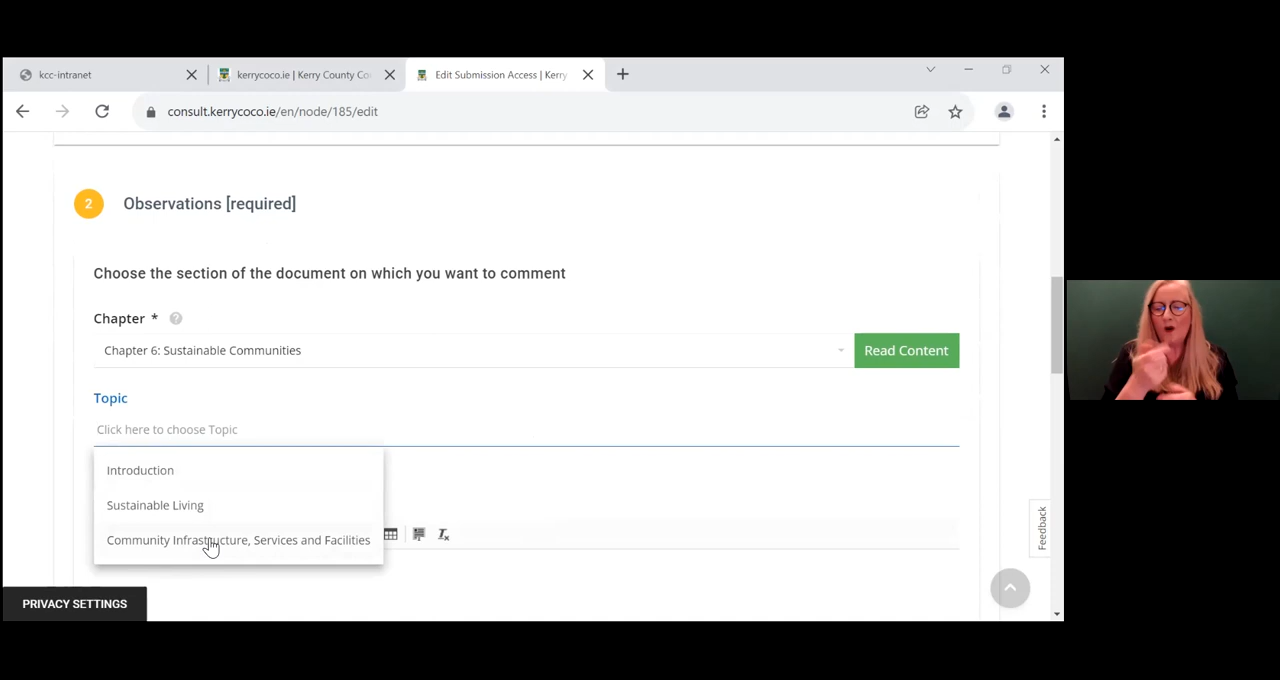 kcc-intranet
kerrycoco.ie | Kerry County Co
Edit Submission Access | Kerry
consult.kerrycoco.ie/en/node/185/edit
2 Observations [required]
Choose the section of the document on which you want to comment
Chapter * ?
Chapter 6: Sustainable Communities
Read Content
Topic
Click here to choose Topic
Introduction
Sustainable Living
Community Infrastructure, Services and Facilities
Feedback
PRIVACY SETTINGS